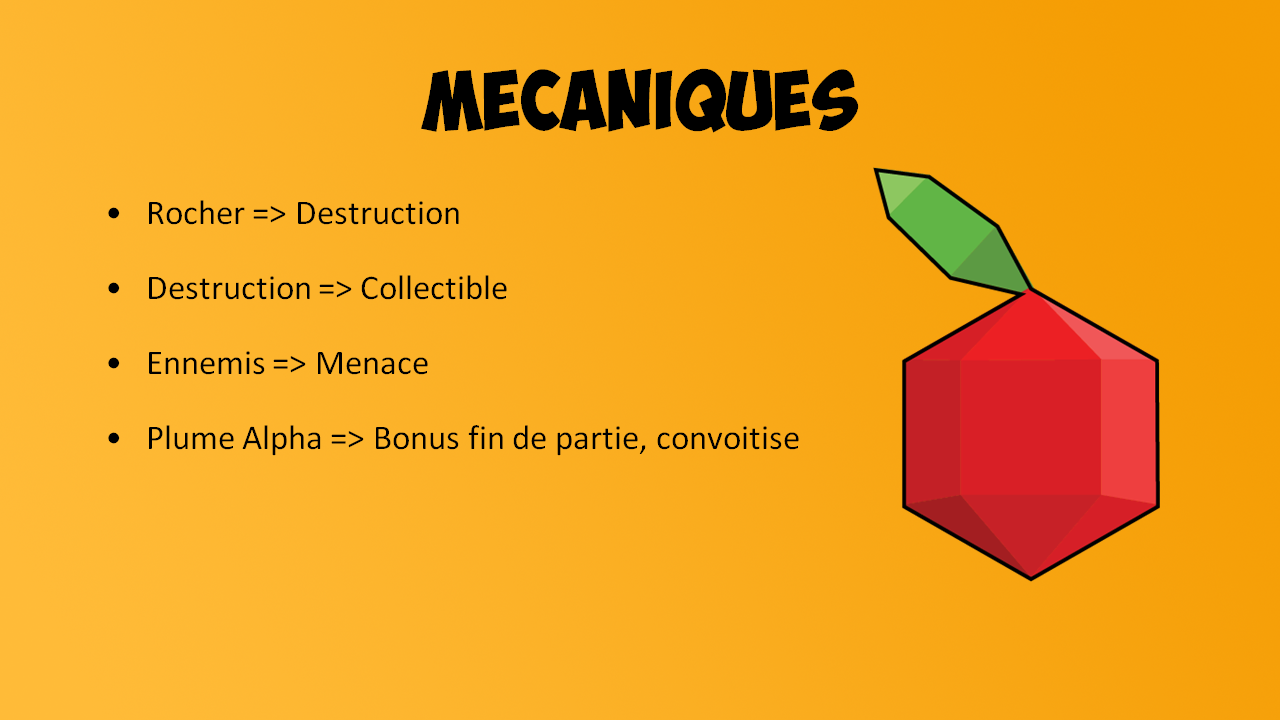 MECANIQUES
• Rocher => Destruction
• Destruction => Collectible
• Ennemis => Menace
• Plume Alpha => Bonus fin de partie, convoitise